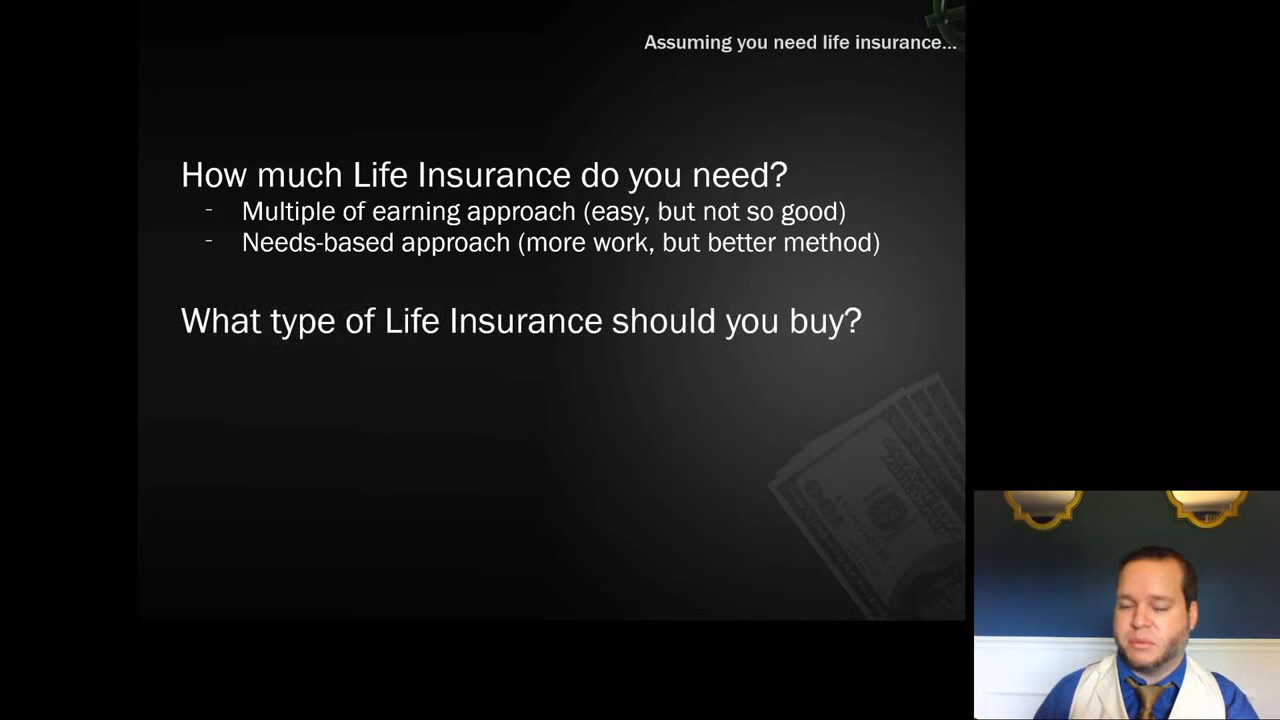 Assuming you need life insurance...
How much Life Insurance do you need?
- Multiple of earning approach (easy, but not so good)
- Needs-based approach (more work, but better method)
What type of Life Insurance should you buy?